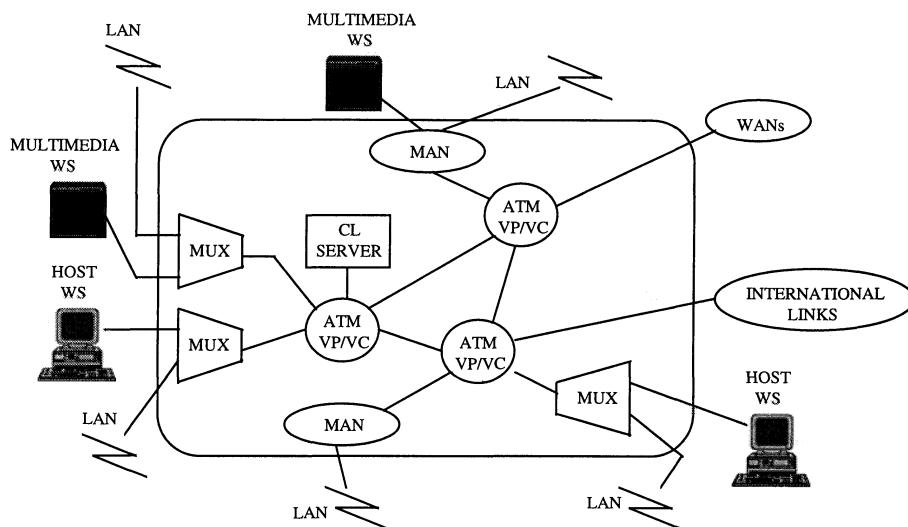 MULTIMEDIA
WS
LAN
LAN
WANs
MULTIMEDIA
WS
MAN
ATM
VP/VC
CL
SERVER
MUX
HOST
WS
INTERNATIONAL
LINKS
ATM
VP/VC
MUX
ATM
VP/VC
HOST
WS
MUX
LAN
MAN
LAN
LAN